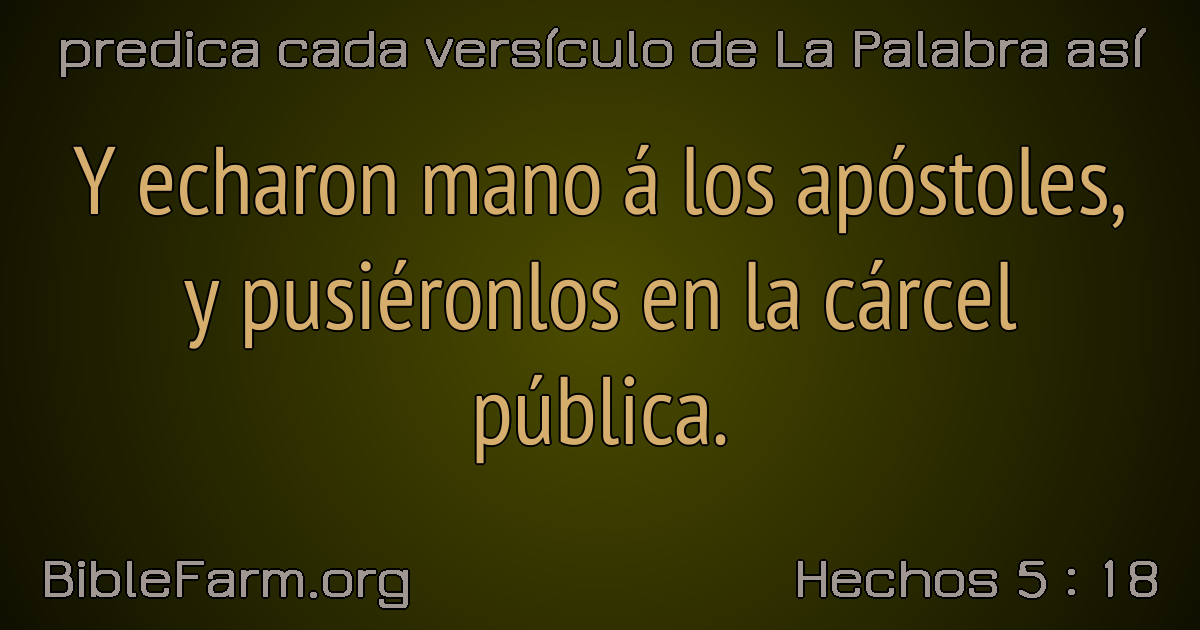 predica cada versículo de La Palabra así
Y echaron mano á los apóstoles,
y pusiéronlos en la cárcel
pública.
BibleFarm.org
Hechos 5 : 18